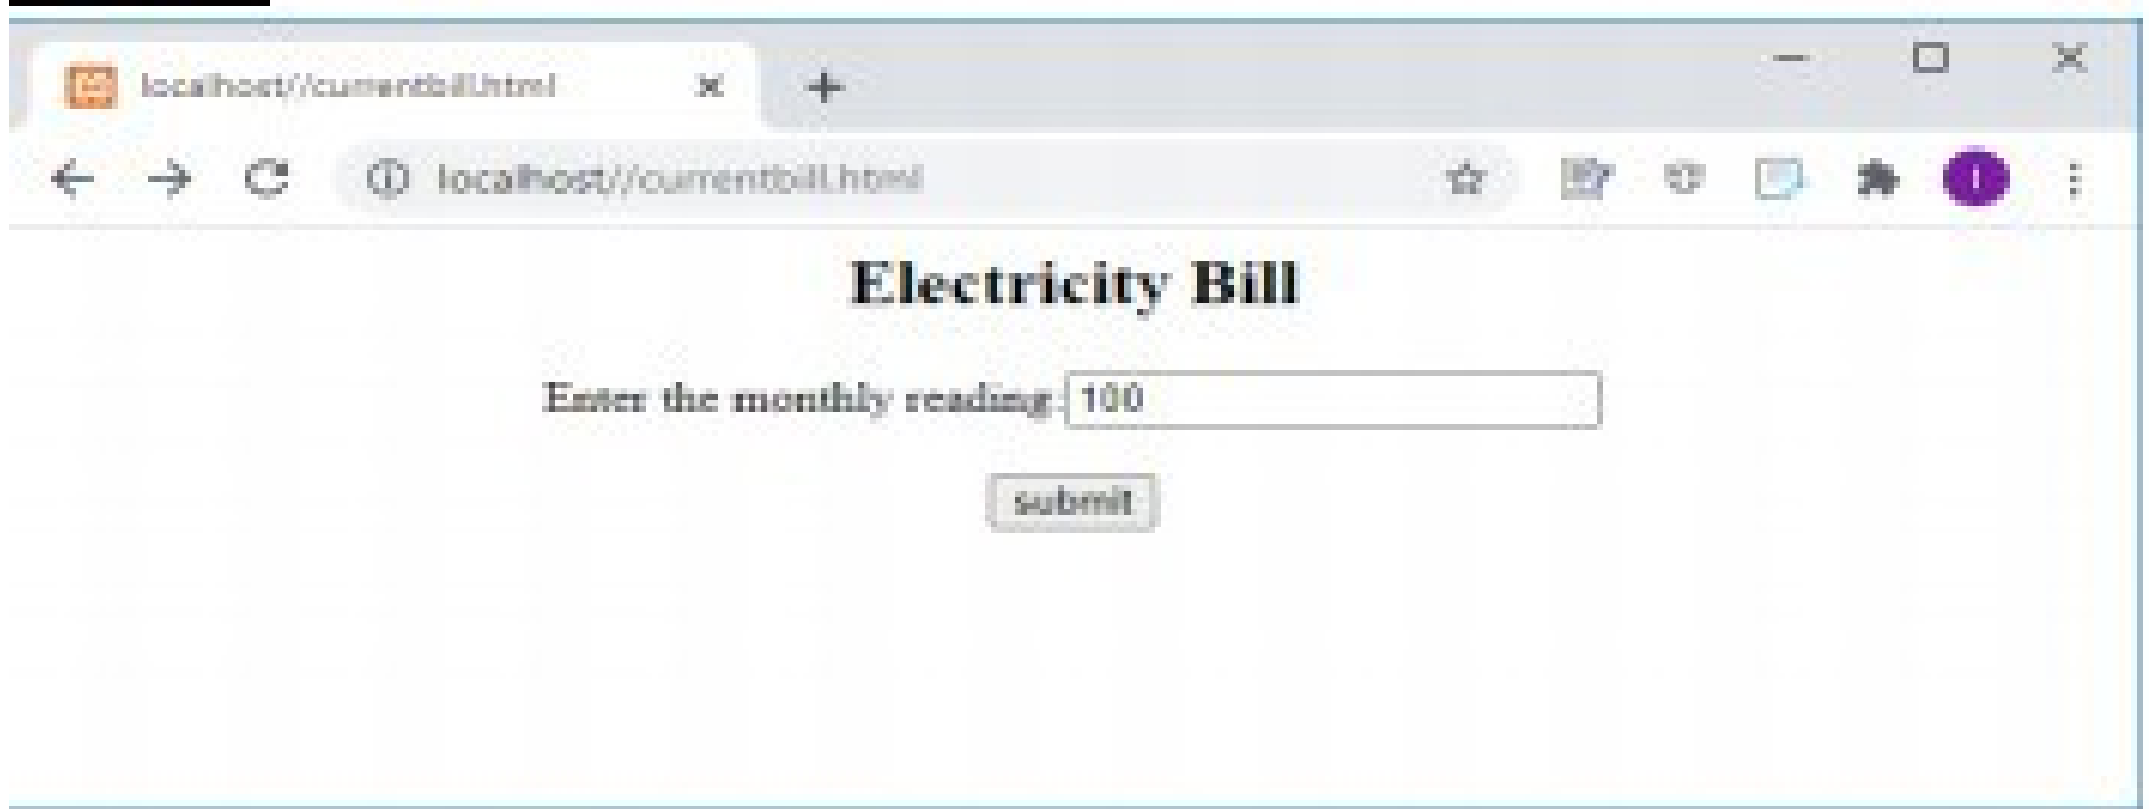 localhost//currentbill.html
localhost//currentbill.html
Electricity Bill
Enter the monthly reading 100
submit